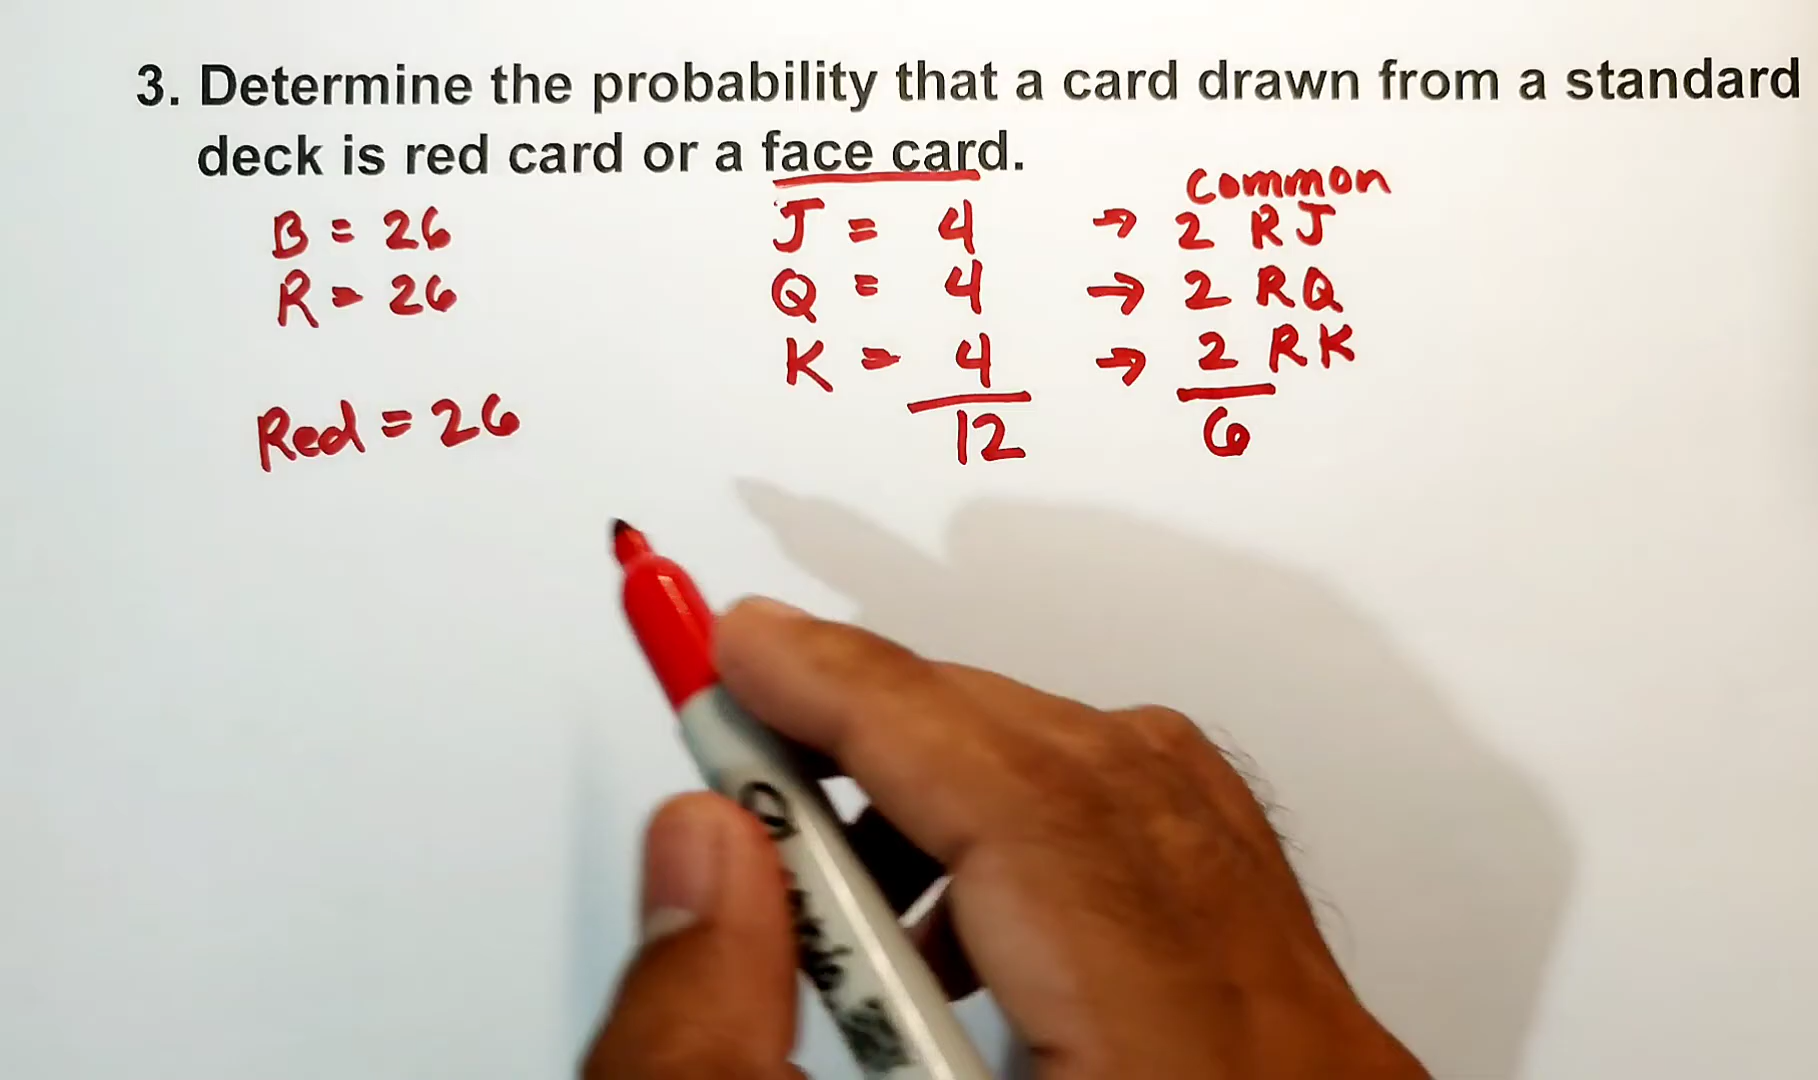 3. Determine the probability that a card drawn from a standard
deck is red card or a face card.
common
B = 26
J = 4 → 2 RJ
R = 26
Q = 4 → 2 RQ
K = 4 → 2 RK
Red = 26
12
6